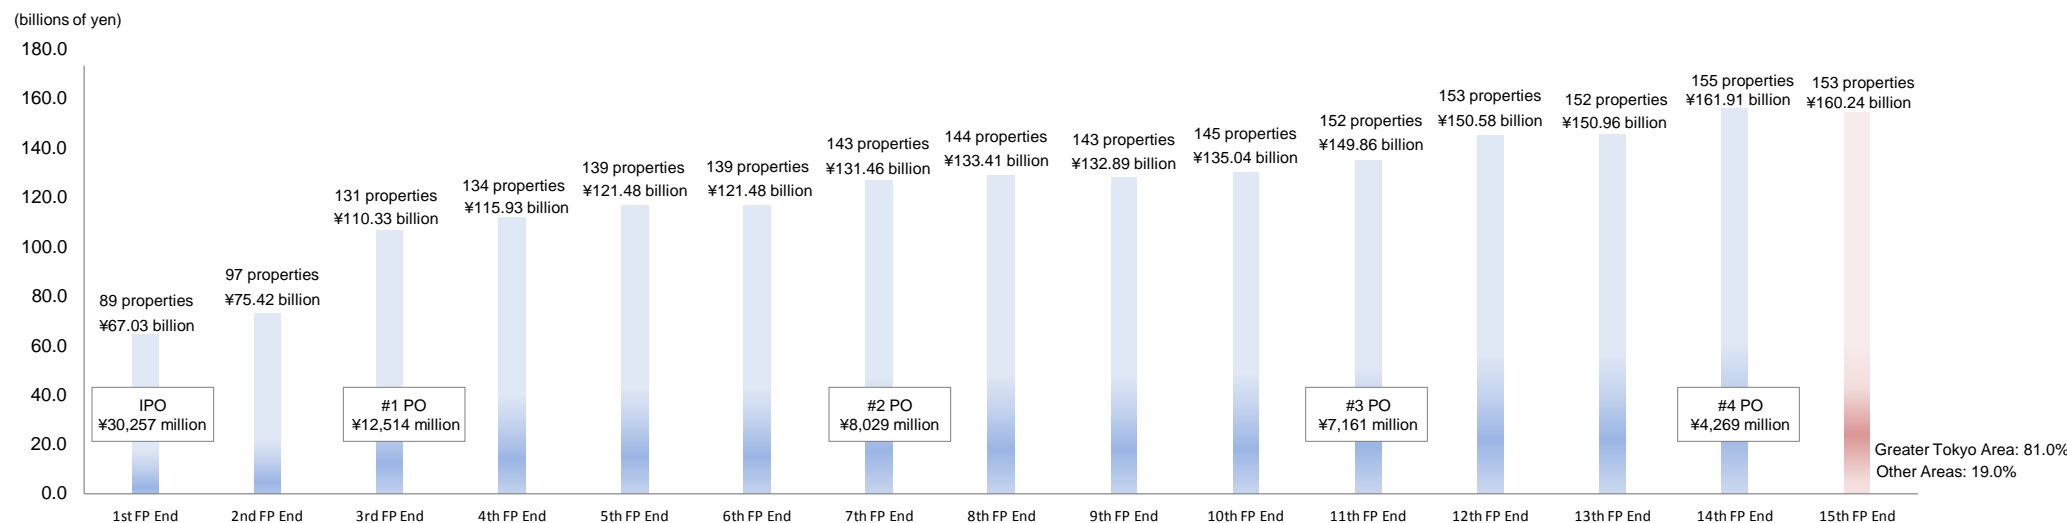 (billions of yen)
180.0
160.0
140.0
120.0
100.0
80.0
60.0
40.0
20.0
0.0
89 properties
¥67.03 billion
97 properties
¥75.42 billion
131 properties
¥110.33 billion
134 properties
¥115.93 billion
139 properties
¥121.48 billion
139 properties
¥121.48 billion
143 properties
¥131.46 billion
144 properties
¥133.41 billion
143 properties
¥132.89 billion
145 properties
¥135.04 billion
152 properties
¥149.86 billion
153 properties
¥150.58 billion
152 properties
¥150.96 billion
155 properties
¥161.91 billion
153 properties
¥160.24 billion
IPO
¥30,257 million
#1 PO
¥12,514 million
#2 PO
¥8,029 million
#3 PO
¥7,161 million
#4 PO
¥4,269 million
Greater Tokyo Area: 81.0%
Other Areas: 19.0%
1st FP End
2nd FP End
3rd FP End
4th FP End
5th FP End
6th FP End
7th FP End
8th FP End
9th FP End
10th FP End
11th FP End
12th FP End
13th FP End
14th FP End
15th FP End